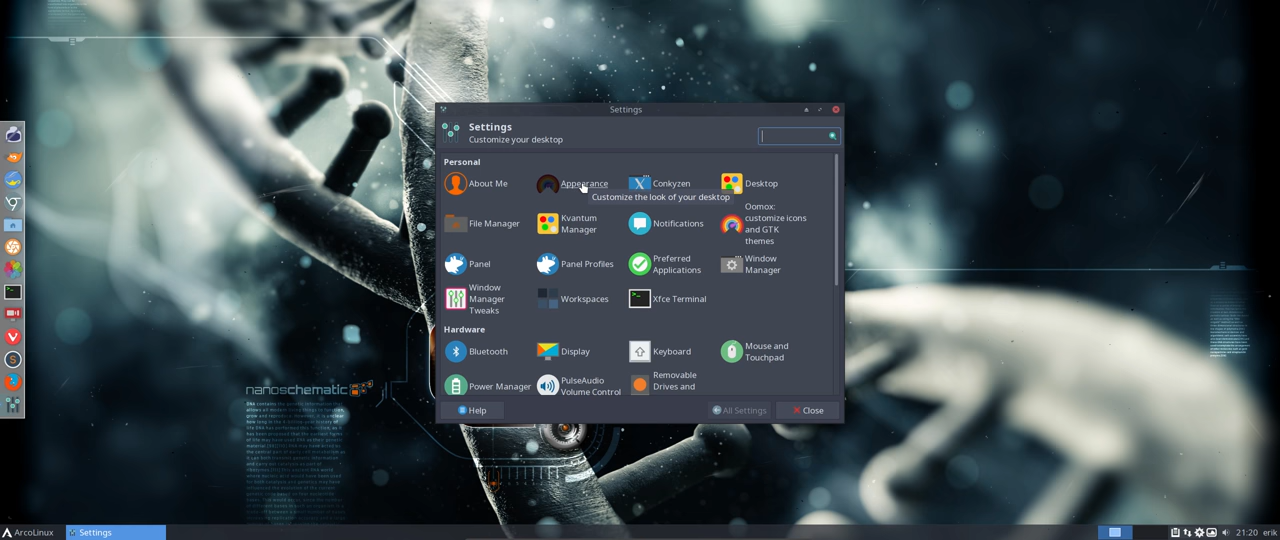 Settings
Settings
Customize your desktop
Personal
About Me
Appearance
Conkyzen
Desktop
Customize the look of your desktop
File Manager
Kvantum
Manager
Notifications
Oomox:
customize icons
and GTK
themes
Panel
Panel Profiles
Preferred
Applications
Window
Manager
Window
Manager
Tweaks
Workspaces
Xfce Terminal
Hardware
Bluetooth
Display
Keyboard
Mouse and
Touchpad
Power Manager
PulseAudio
Volume Control
Removable
Drives and
Help
All Settings
Close
nanoschematic
ArcoLinux
Settings
21:20
erik